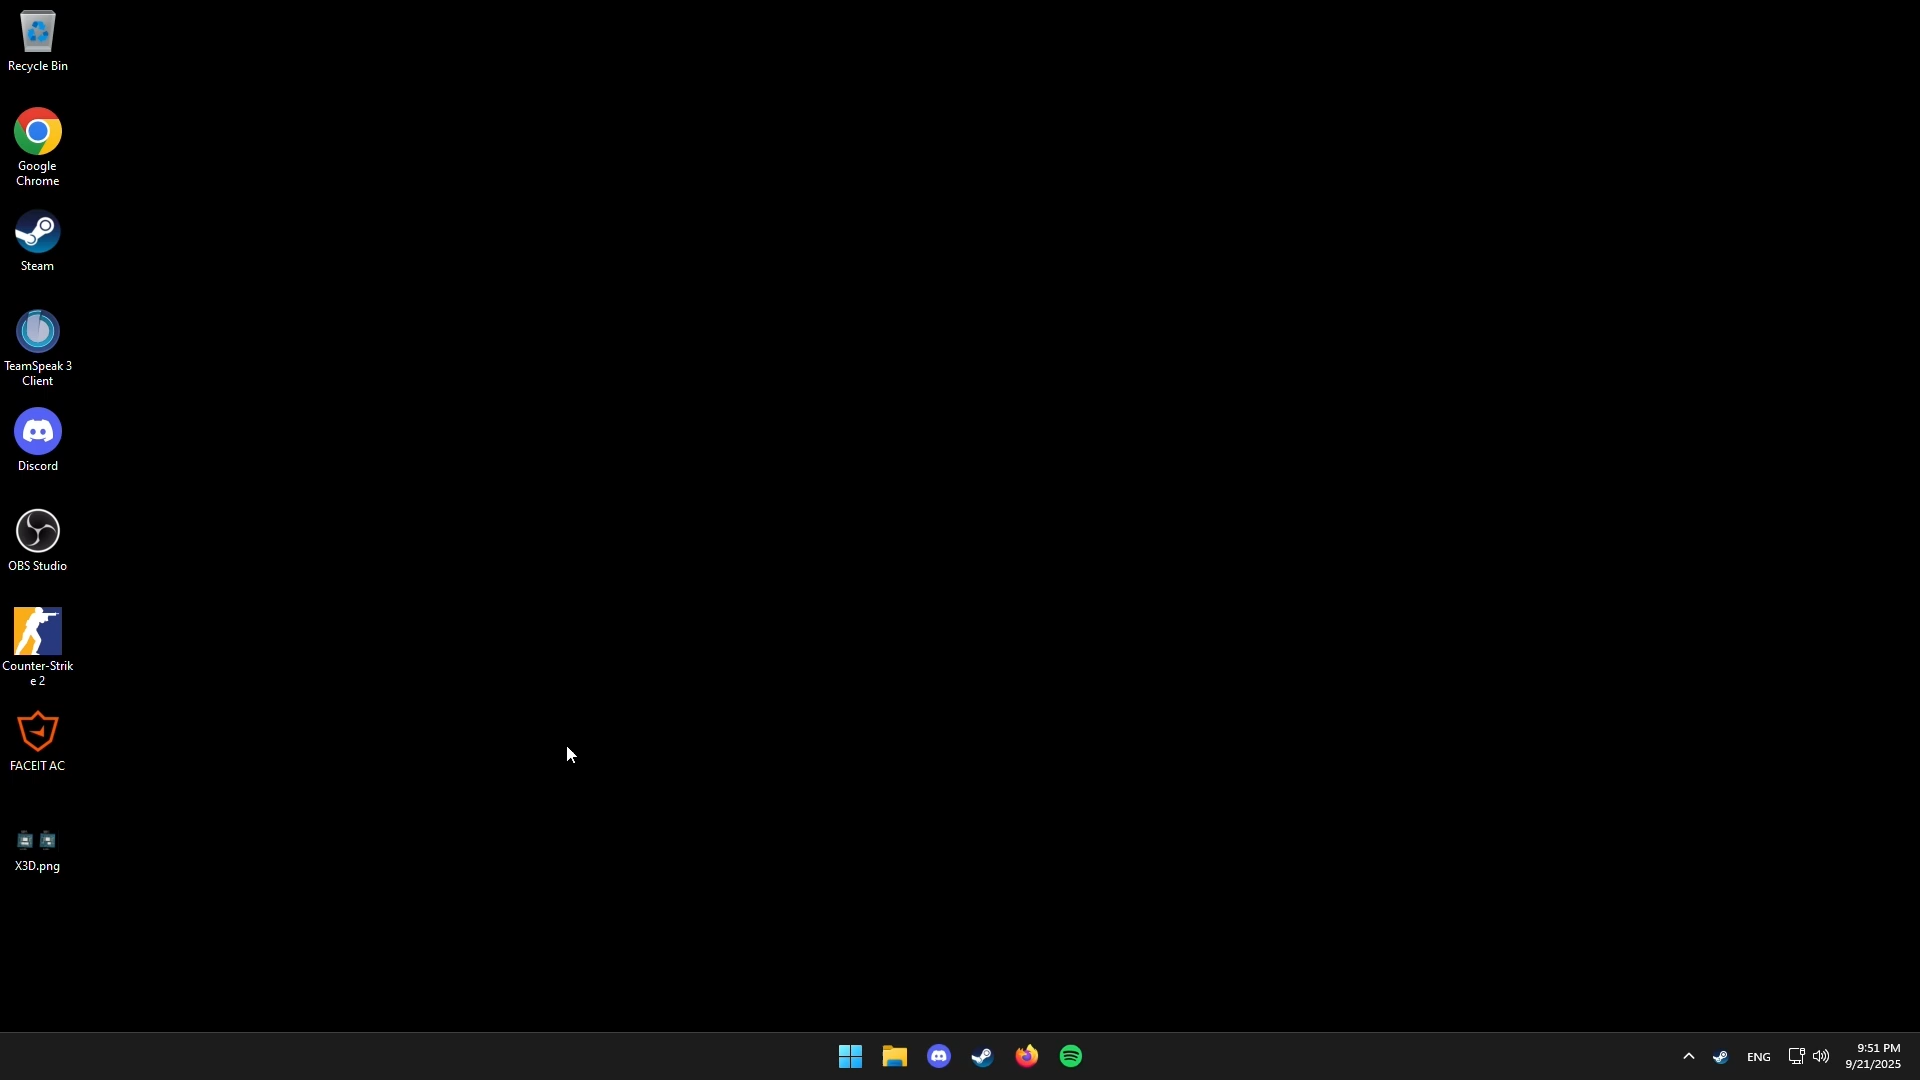 Recycle Bin
Google
Chrome
Steam
TeamSpeak 3
Client
Discord
OBS Studio
Counter-Strik
e 2
FACEIT AC
X3D.png
ENG
9:51 PM
9/21/2025